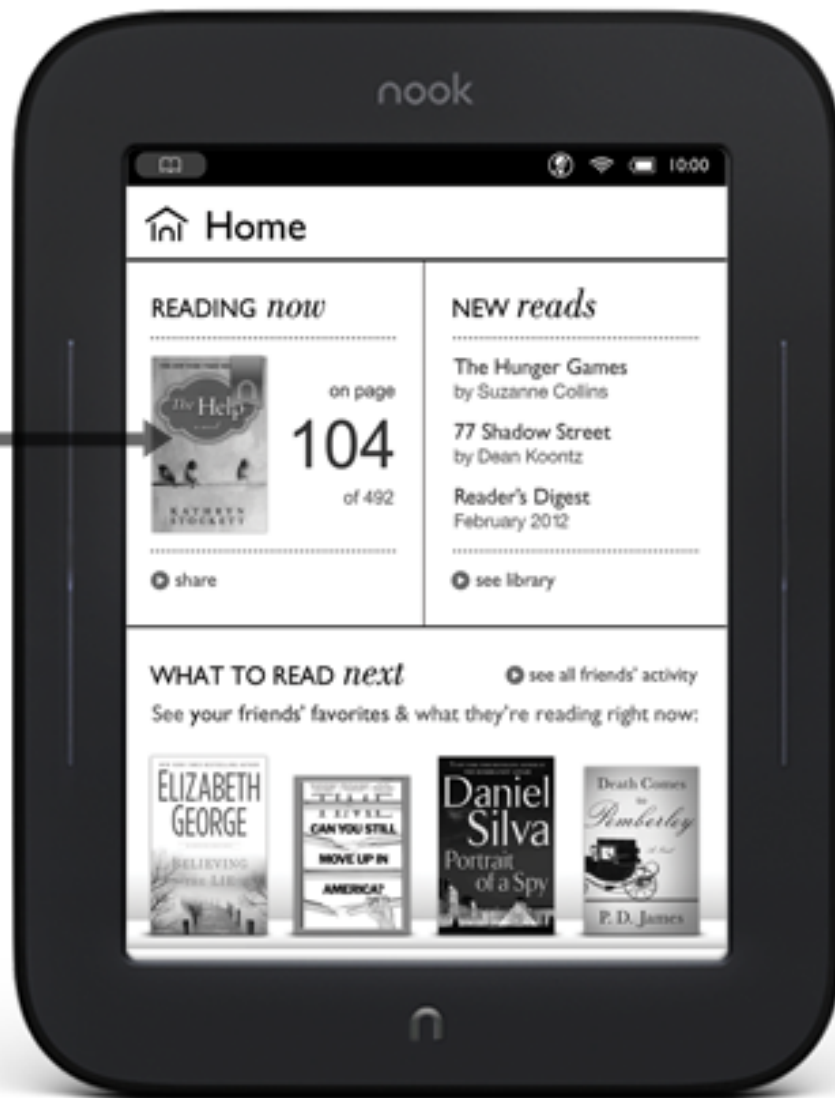 nook
10:00
Home
READING now
The Help
a novel
KATHRYN
STOCKETT
on page
104
of 492
share
NEW reads
The Hunger Games
by Suzanne Collins
77 Shadow Street
by Dean Koontz
Reader's Digest
February 2012
see library
WHAT TO READ next
see all friends' activity
See your friends' favorites & what they're reading right now:
ELIZABETH
GEORGE
BELIEVING
THE LIE
CAN YOU STILL
MOVE UP IN
AMERICA?
Daniel
Silva
Portrait
of a Spy
Death Comes
to
Pemberley
P. D. James